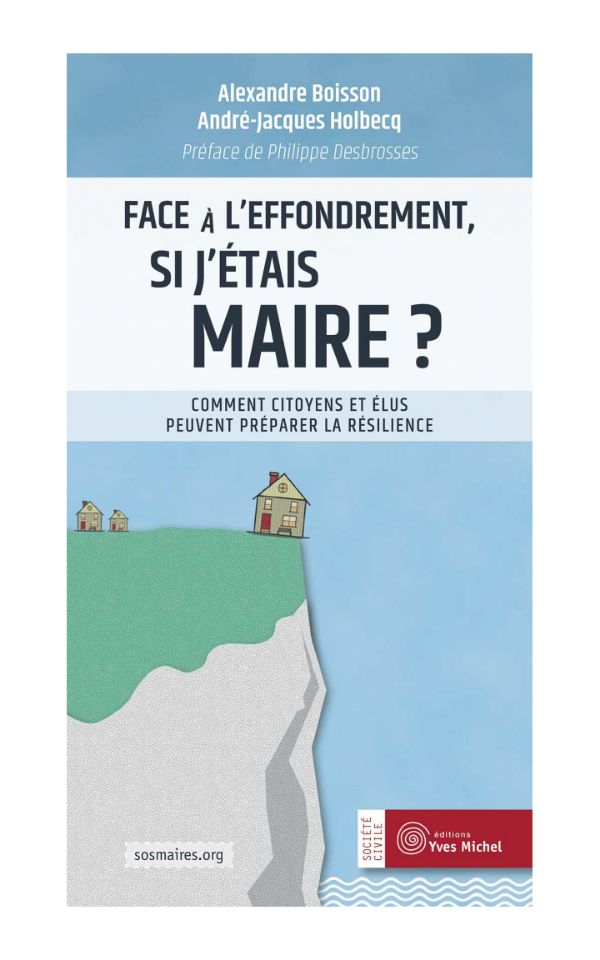 Alexandre Boisson
André-Jacques Holbecq
Préface de Philippe Desbrosses
FACE À L'EFFONDREMENT,
SI J'ÉTAIS
MAIRE ?
COMMENT CITOYENS ET ÉLUS
PEUVENT PRÉPARER LA RÉSILIENCE
SOCIÉTÉ
CIVILE
éditions
Yves Michel
sosmaires.org